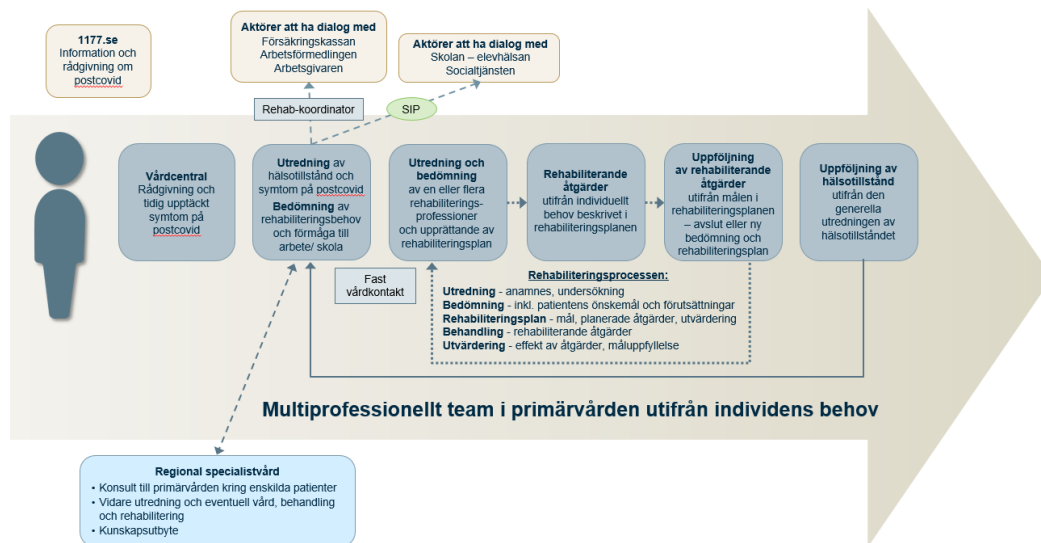 1177.se
Information och
rådgivning om
postcovid
Aktörer att ha dialog med
Försäkringskassan
Arbetsförmedlingen
Arbetsgivaren
Aktörer att ha dialog med
Skolan – elevhälsan
Socialtjänsten
Rehab-koordinator
SIP
Vårdcentral
Rådgivning och
tidig upptäckt
symtom på
postcovid
Utredning av
hälsotillstånd och
symtom på postcovid
Bedömning av
rehabiliteringsbehov
och förmåga till
arbete/ skola
Utredning och
bedömning
av en eller flera
rehabiliterings-
professioner
och upprättande av
rehabiliteringsplan
Rehabiliterande
åtgärder
utifrån individuellt
behov beskrivet i
rehabiliteringsplanen
Uppföljning
av rehabiliterande
åtgärder
utifrån målen i
rehabiliteringsplanen
– avslut eller ny
bedömning och
rehabiliteringsplan
Uppföljning av
hälsotillstånd
utifrån den
generella
utredningen av
hälsotillståndet
Fast
vårdkontakt
Rehabiliteringsprocessen:
Utredning - anamnes, undersökning
Bedömning - inkl. patientens önskemål och förutsättningar
Rehabiliteringsplan - mål, planerade åtgärder, utvärdering
Behandling - rehabiliterande åtgärder
Utvärdering - effekt av åtgärder, måluppfyllelse
Multiprofessionellt team i primärvården utifrån individens behov
Regional specialistvård
• Konsult till primärvården kring enskilda patienter
• Vidare utredning och eventuell vård, behandling
och rehabilitering
• Kunskapsutbyte